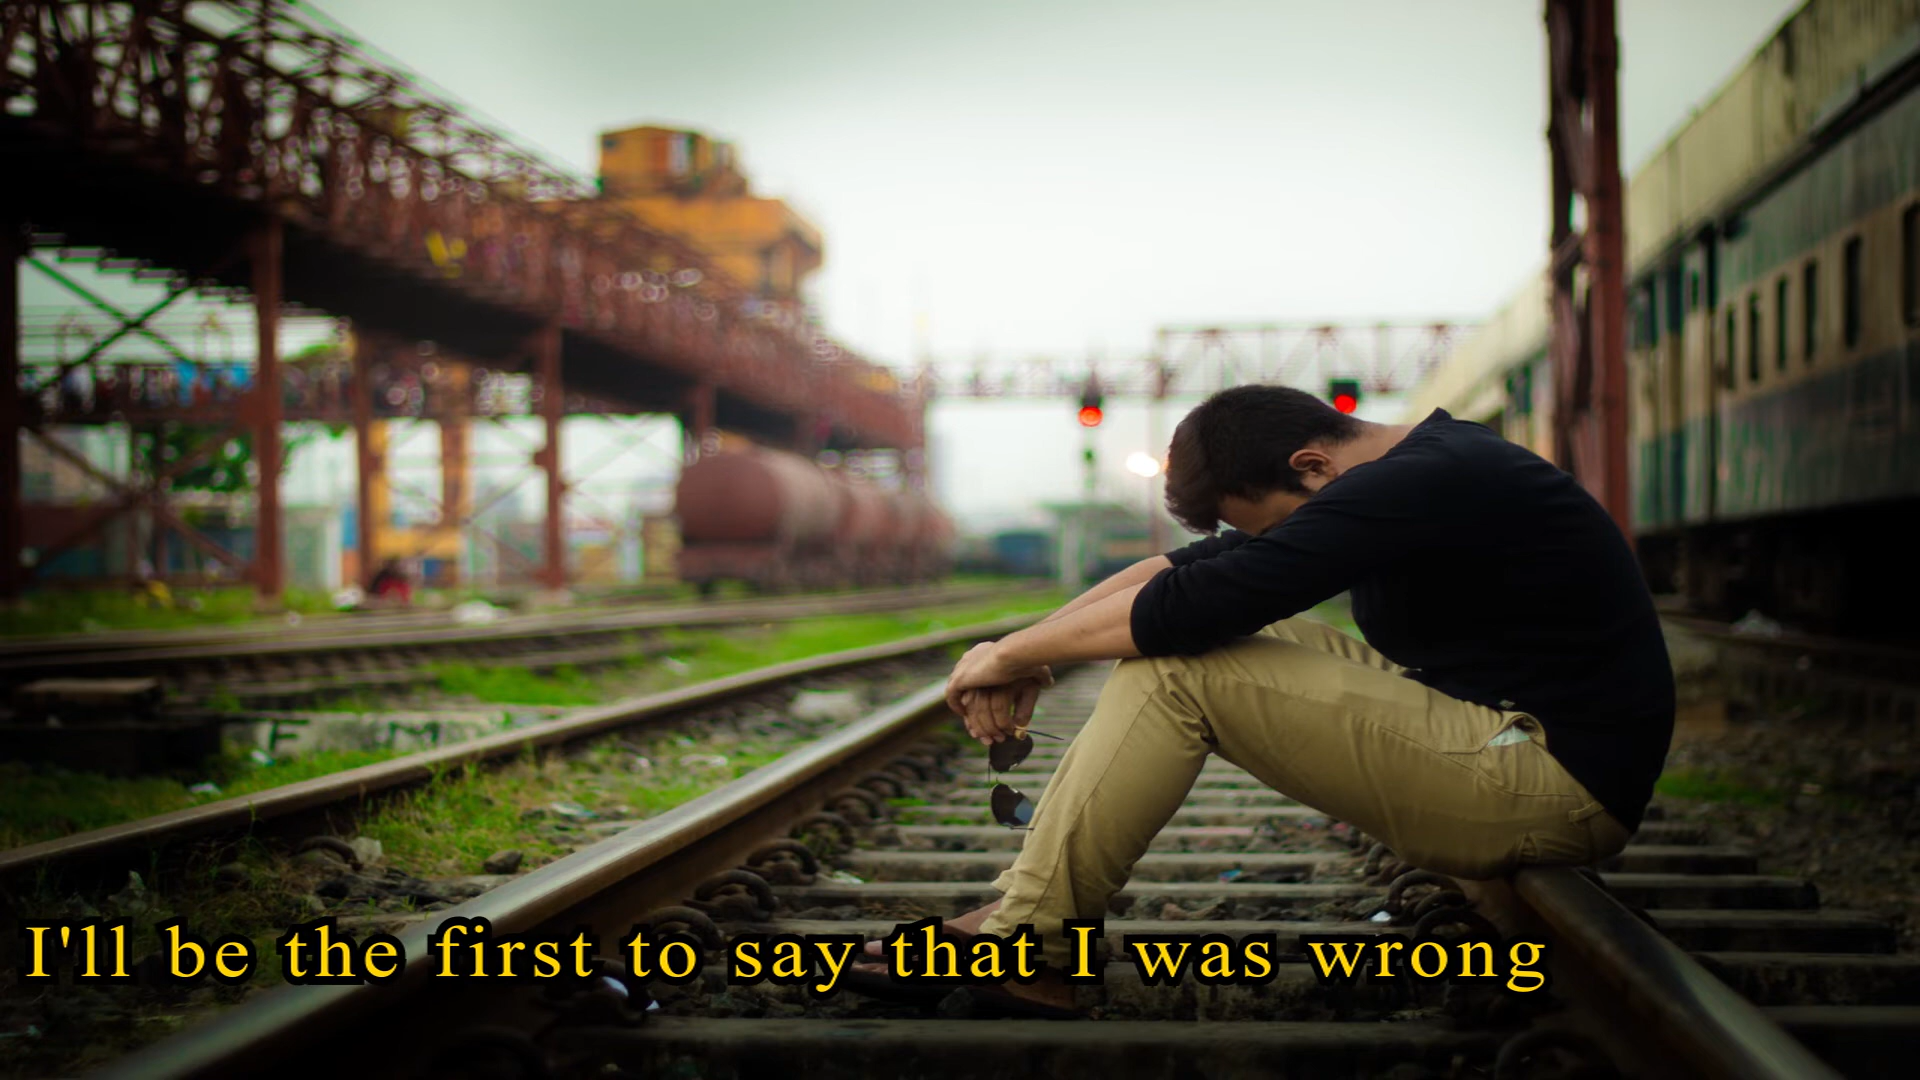 I'll be the first to say that I was wrong
F M